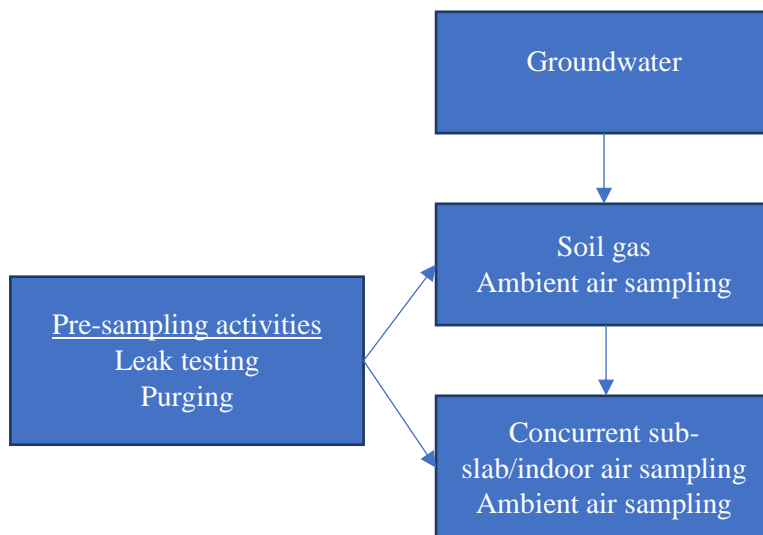 Groundwater
Soil gas
Ambient air sampling
Pre-sampling activities
Leak testing
Purging
Concurrent sub-
slab/indoor air sampling
Ambient air sampling